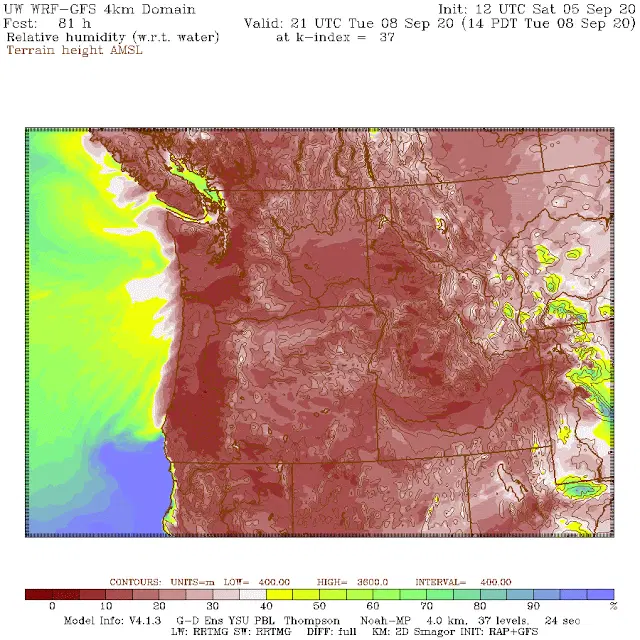 UW WRF-GFS 4km Domain Init: 12 UTC Sat 05 Sep 20
Fcst: 81 h Valid: 21 UTC Tue 08 Sep 20 (14 PDT Tue 08 Sep 20)
Relative humidity (w.r.t. water) at k-index = 37
Terrain height AMSL
CONTOURS: UNITS=m LOW= 400.00 HIGH= 3600.0 INTERVAL= 400.00
0 10 20 30 40 50 60 70 80 90 %
Model Info: V4.1.3 G-D Ens YSU PBL Thompson Noah-MP 4.0 km, 37 levels, 24 sec
LW: RRTMG SW: RRTMG DIFF: full KM: 2D Smagor INIT: RAP+GFS